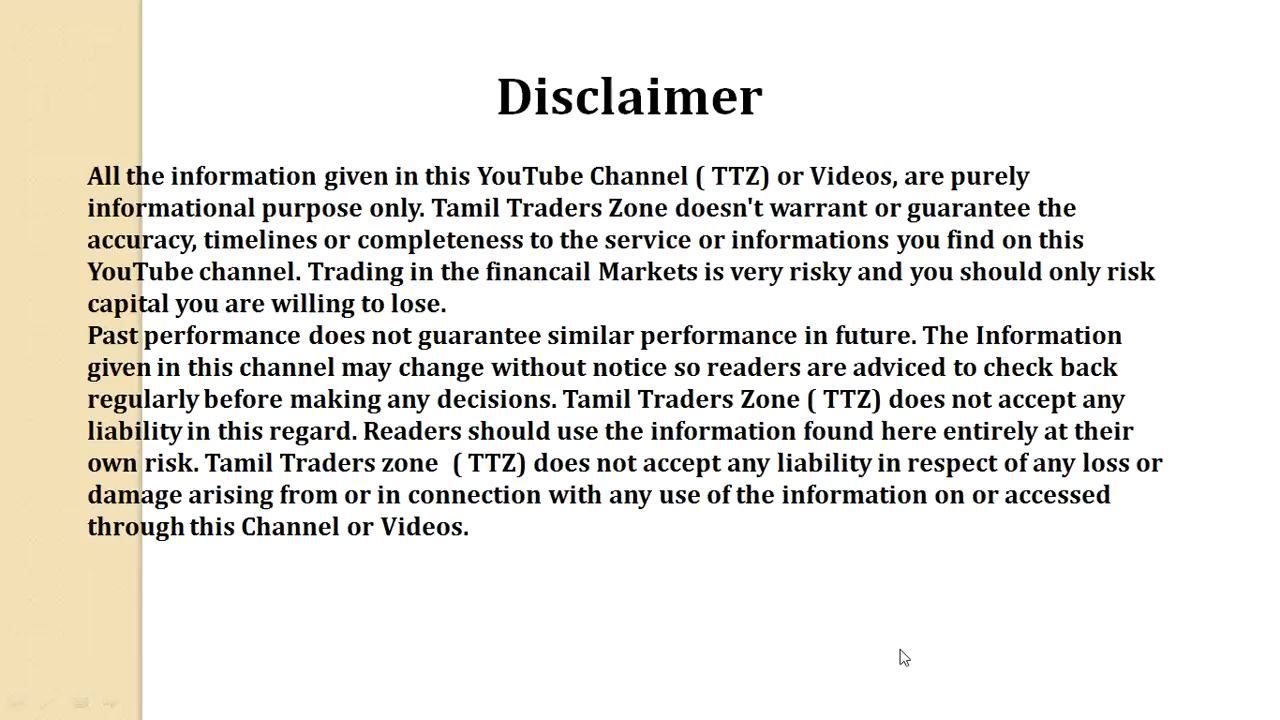 Disclaimer
All the information given in this YouTube Channel ( TTZ) or Videos, are purely
informational purpose only. Tamil Traders Zone doesn't warrant or guarantee the
accuracy, timelines or completeness to the service or informations you find on this
YouTube channel. Trading in the financail Markets is very risky and you should only risk
capital you are willing to lose.
Past performance does not guarantee similar performance in future. The Information
given in this channel may change without notice so readers are adviced to check back
regularly before making any decisions. Tamil Traders Zone ( TTZ) does not accept any
liability in this regard. Readers should use the information found here entirely at their
own risk. Tamil Traders zone  ( TTZ) does not accept any liability in respect of any loss or
damage arising from or in connection with any use of the information on or accessed
through this Channel or Videos.